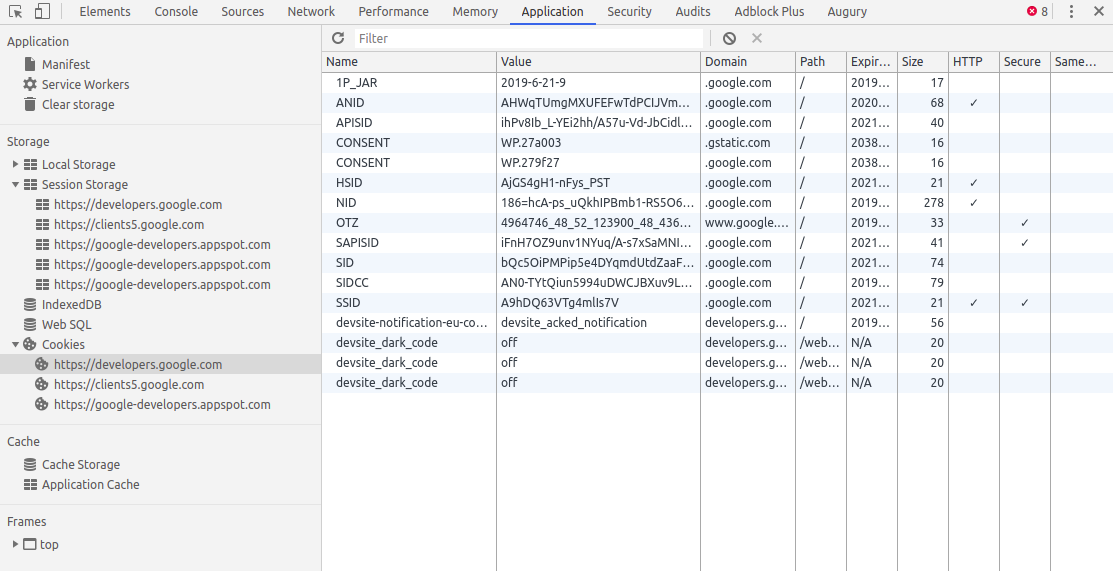 Elements Console Sources Network Performance Memory Application Security Audits Adblock Plus Augury 8
Application
Manifest
Service Workers
Clear storage
Storage
Local Storage
Session Storage
https://developers.google.com
https://clients5.google.com
https://google-developers.appspot.com
https://google-developers.appspot.com
https://google-developers.appspot.com
IndexedDB
Web SQL
Cookies
https://developers.google.com
https://clients5.google.com
https://google-developers.appspot.com
Cache
Cache Storage
Application Cache
Frames
top
Filter
Name Value Domain Path Expir... Size HTTP Secure Same...
1P_JAR 2019-6-21-9 .google.com / 2019... 17
ANID AHWqTUmgMXUFEFwTdPCIJVm... .google.com / 2020... 68 ✓
APISID ihPv8Ib_L-YEi2hh/A57u-Vd-JbCidl... .google.com / 2021... 40
CONSENT WP.27a003 .gstatic.com / 2038... 16
CONSENT WP.279f27 .google.com / 2038... 16
HSID AjGS4gH1-nFys_PST .google.com / 2021... 21 ✓
NID 186=hcA-ps_uQkhIPBmb1-RS5O6... .google.com / 2019... 278 ✓
OTZ 4964746_48_52_123900_48_436... www.google.... / 2019... 33 ✓
SAPISID iFnH7OZ9unv1NYuq/A-s7xSaMNI... .google.com / 2021... 41 ✓
SID bQc5OiPMPip5e4DYqmdUtdZaaF... .google.com / 2021... 74
SIDCC AN0-TYtQiun5994uDWCJBXuv9L... .google.com / 2019... 79
SSID A9hDQ63VTg4mlIs7V .google.com / 2021... 21 ✓ ✓
devsite-notification-eu-co... devsite_acked_notification developers.g... / 2019... 56
devsite_dark_code off developers.g... /web... N/A 20
devsite_dark_code off developers.g... /web... N/A 20
devsite_dark_code off developers.g... /web... N/A 20